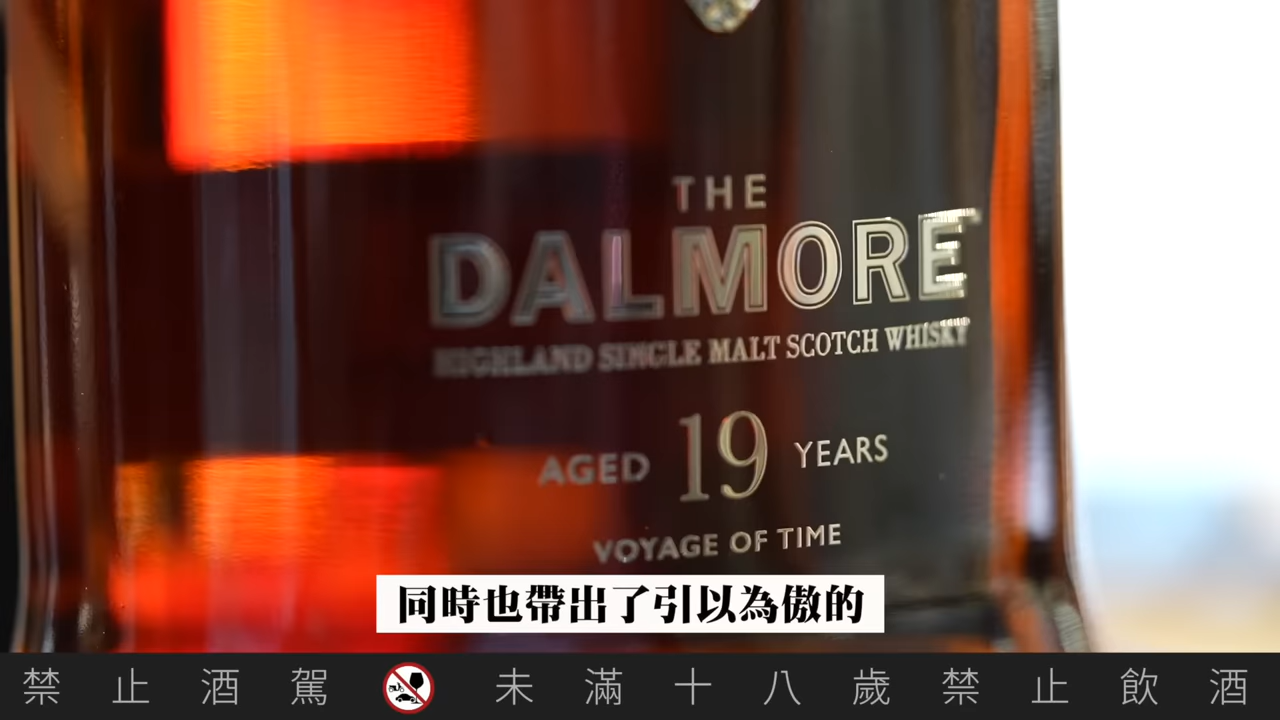 THE
DALMORE
HIGHLAND SINGLE MALT SCOTCH WHISKY
AGED 19 YEARS
VOYAGE OF TIME
同時也帶出了引以為傲的
禁止酒駕 未滿十八歲禁止飲酒